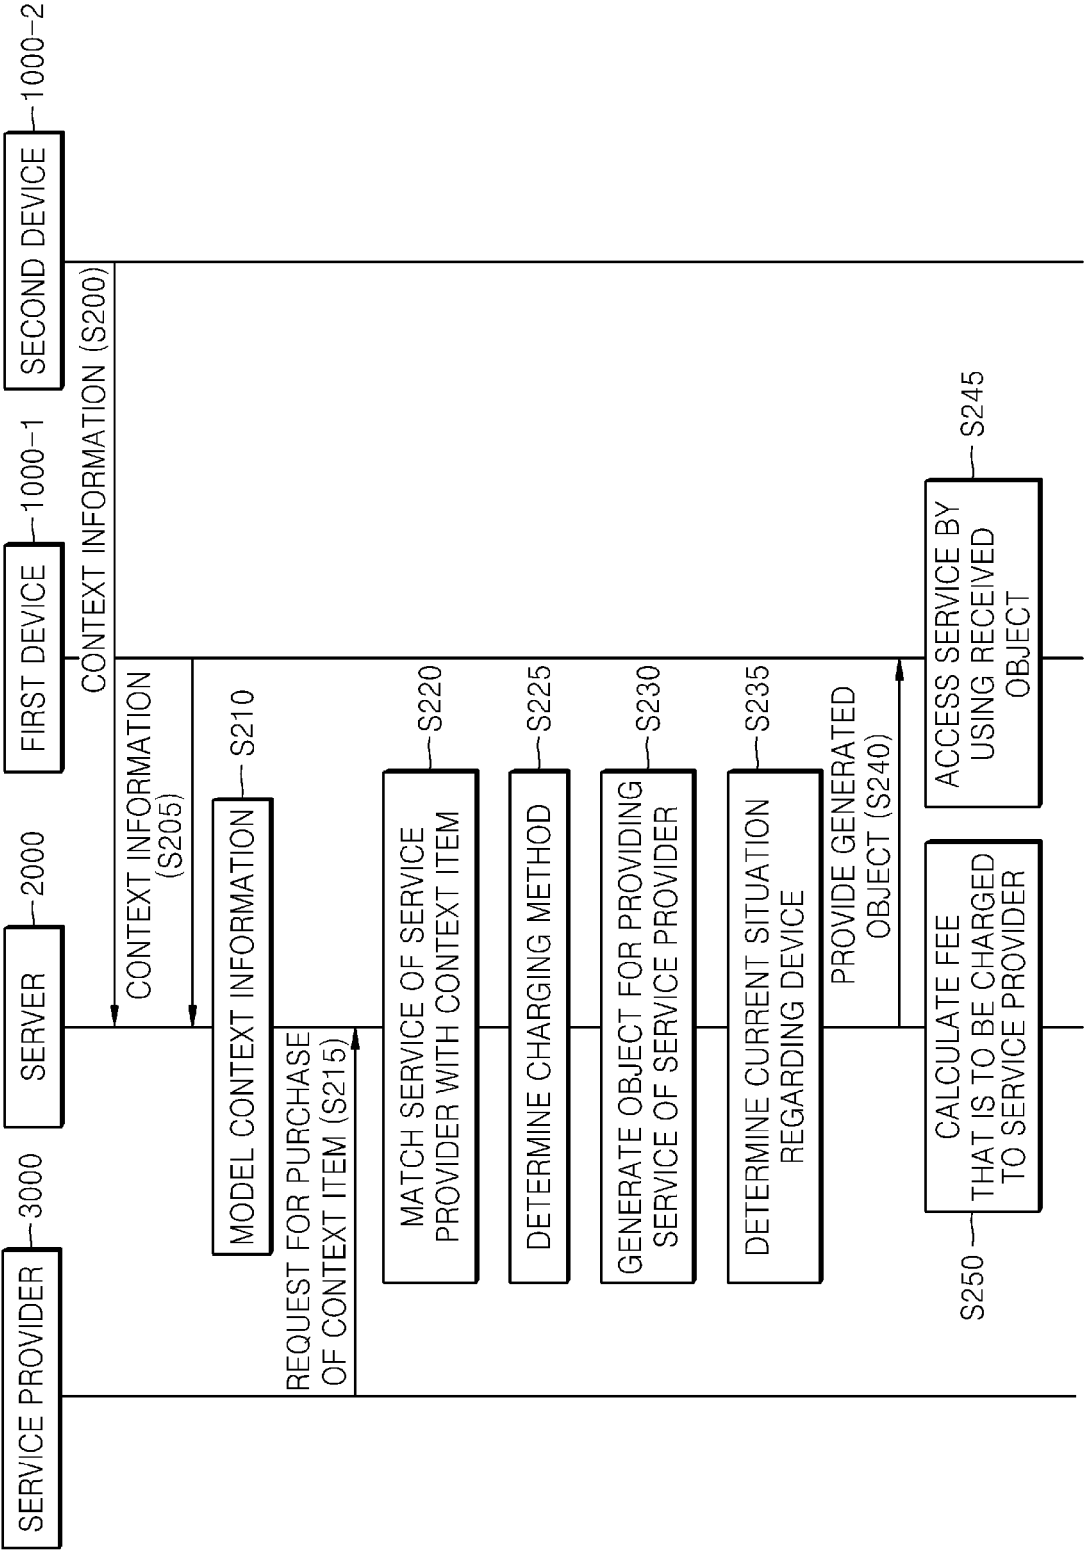 SERVICE PROVIDER
3000
SERVER
2000
FIRST DEVICE
1000-1
SECOND DEVICE
1000-2
CONTEXT INFORMATION (S200)
CONTEXT INFORMATION
(S205)
MODEL CONTEXT INFORMATION
S210
REQUEST FOR PURCHASE
OF CONTEXT ITEM (S215)
MATCH SERVICE OF SERVICE
PROVIDER WITH CONTEXT ITEM
S220
DETERMINE CHARGING METHOD
S225
GENERATE OBJECT FOR PROVIDING
SERVICE OF SERVICE PROVIDER
S230
DETERMINE CURRENT SITUATION
REGARDING DEVICE
S235
PROVIDE GENERATED
OBJECT (S240)
ACCESS SERVICE BY
USING RECEIVED
OBJECT
S245
S250
CALCULATE FEE
THAT IS TO BE CHARGED
TO SERVICE PROVIDER